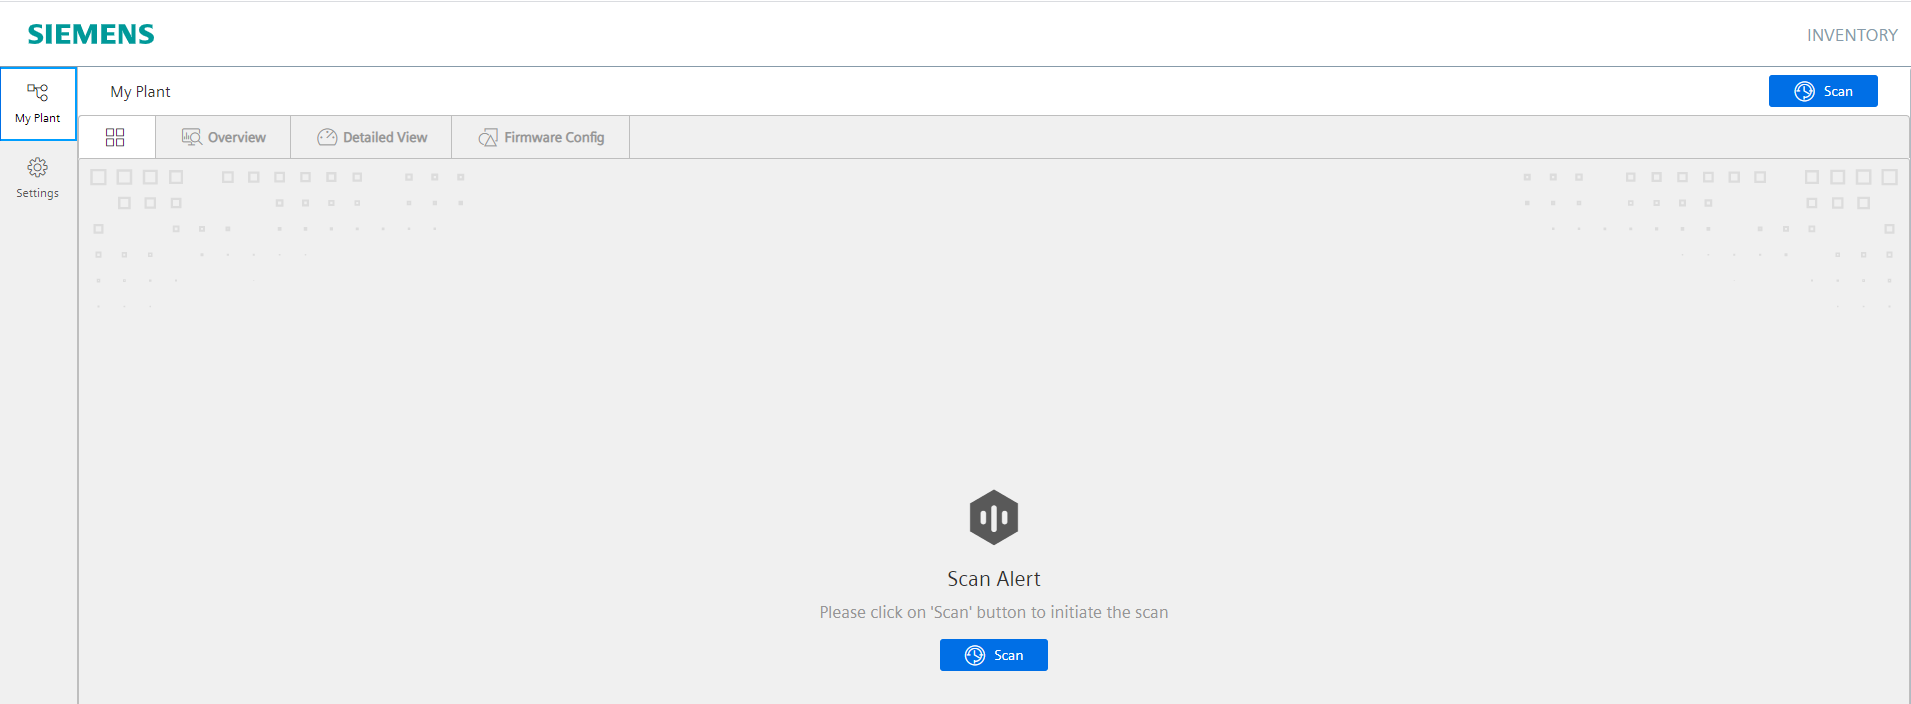 SIEMENS
INVENTORY
My Plant
My Plant
Scan
Overview
Detailed View
Firmware Config
Settings
Scan Alert
Please click on 'Scan' button to initiate the scan
Scan